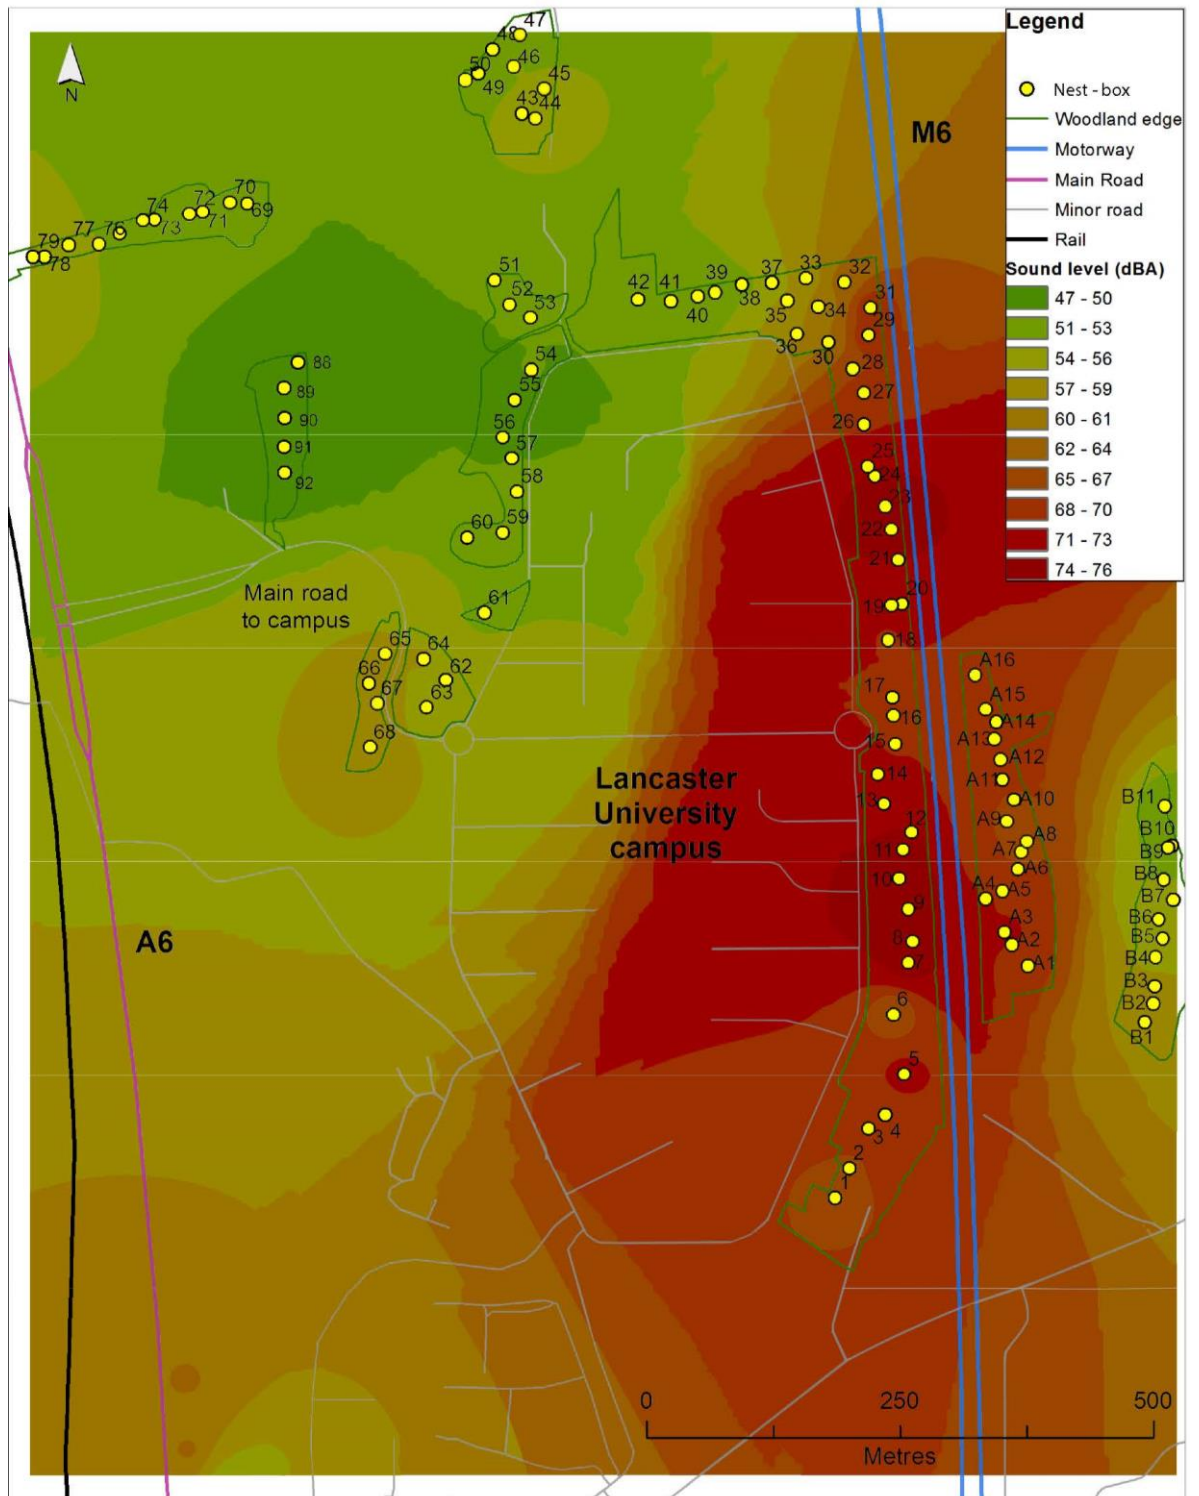 47
48
46
50
45
49
43
44
N
M6
Legend
Nest - box
Woodland edge
Motorway
Main Road
Minor road
Rail
Sound level (dBA)
47 - 50
51 - 53
54 - 56
57 - 59
60 - 61
62 - 64
65 - 67
68 - 70
71 - 73
74 - 76
70
72
69
74
71
73
77
76
79
78
51
52
53
42
41
39
37
33
32
38
40
35
34
31
29
36
30
54
28
88
55
27
89
56
26
90
57
91
25
24
92
58
23
22
60
59
21
Main road
to campus
61
19
20
18
65
64
66
62
67
63
17
16
68
15
A16
A15
A14
A13
A12
A11
A10
A9
A8
A7
A6
A4
A5
A3
A2
A1
Lancaster
University
campus
14
13
12
11
10
9
8
7
6
5
4
3
2
1
B11
B10
B9
B8
B7
B6
B5
B4
B3
B2
B1
A6
0
250
500
Metres